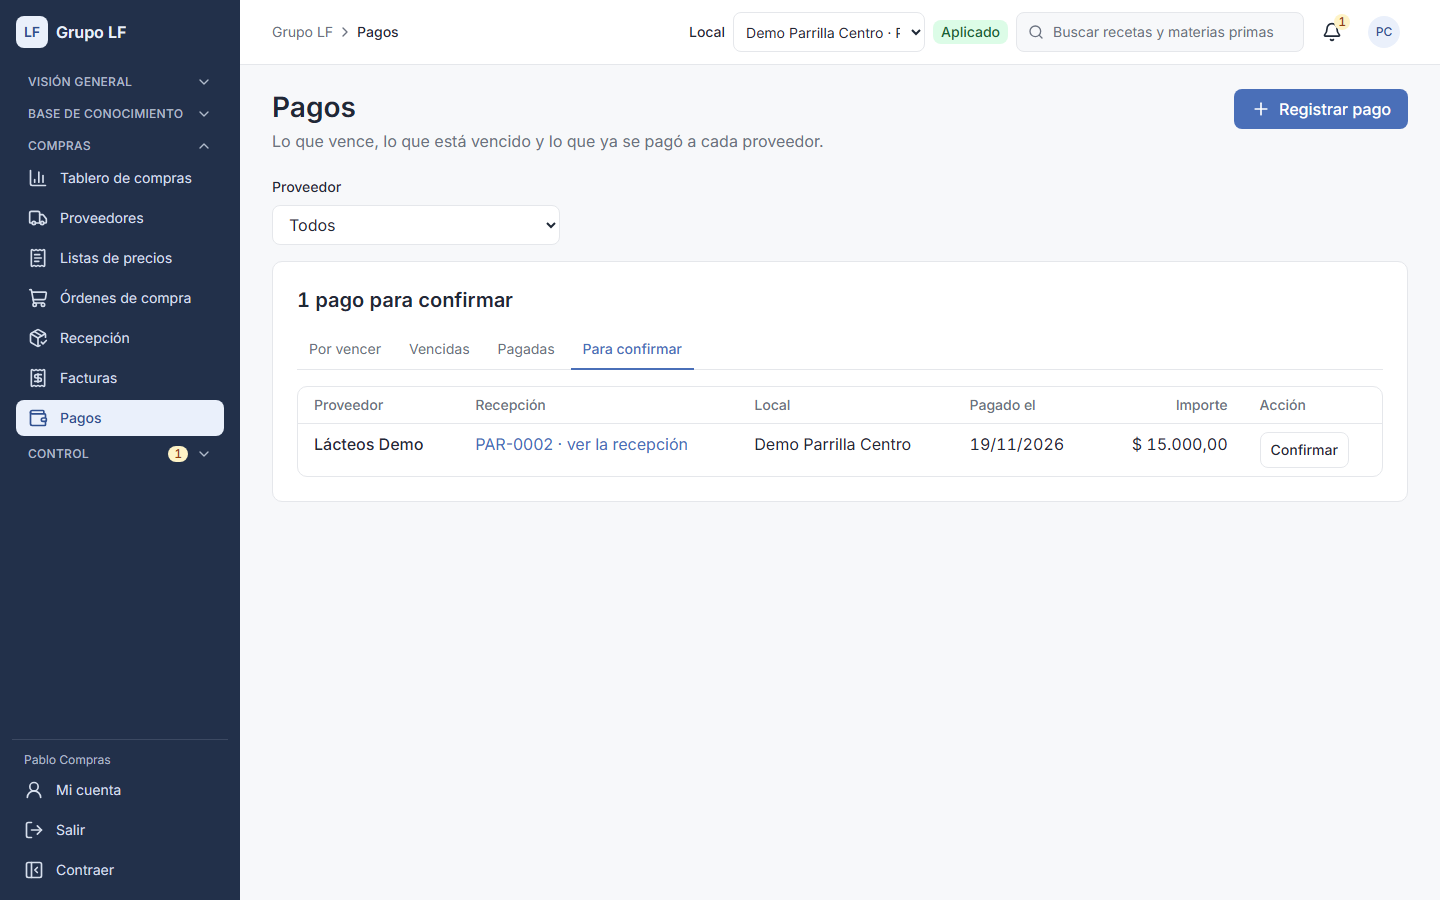 LF Grupo LF
VISIÓN GENERAL
BASE DE CONOCIMIENTO
COMPRAS
Tablero de compras
Proveedores
Listas de precios
Órdenes de compra
Recepción
Facturas
Pagos
CONTROL 1
Pablo Compras
Mi cuenta
Salir
Contraer
Grupo LF > Pagos
Local Demo Parrilla Centro · Aplicado Buscar recetas y materias primas 1 PC
Pagos
Registrar pago
Lo que vence, lo que está vencido y lo que ya se pagó a cada proveedor.
Proveedor
Todos
1 pago para confirmar
Por vencer Vencidas Pagadas Para confirmar
Proveedor Recepción Local Pagado el Importe Acción
Lácteos Demo PAR-0002 · ver la recepción Demo Parrilla Centro 19/11/2026 $ 15.000,00 Confirmar